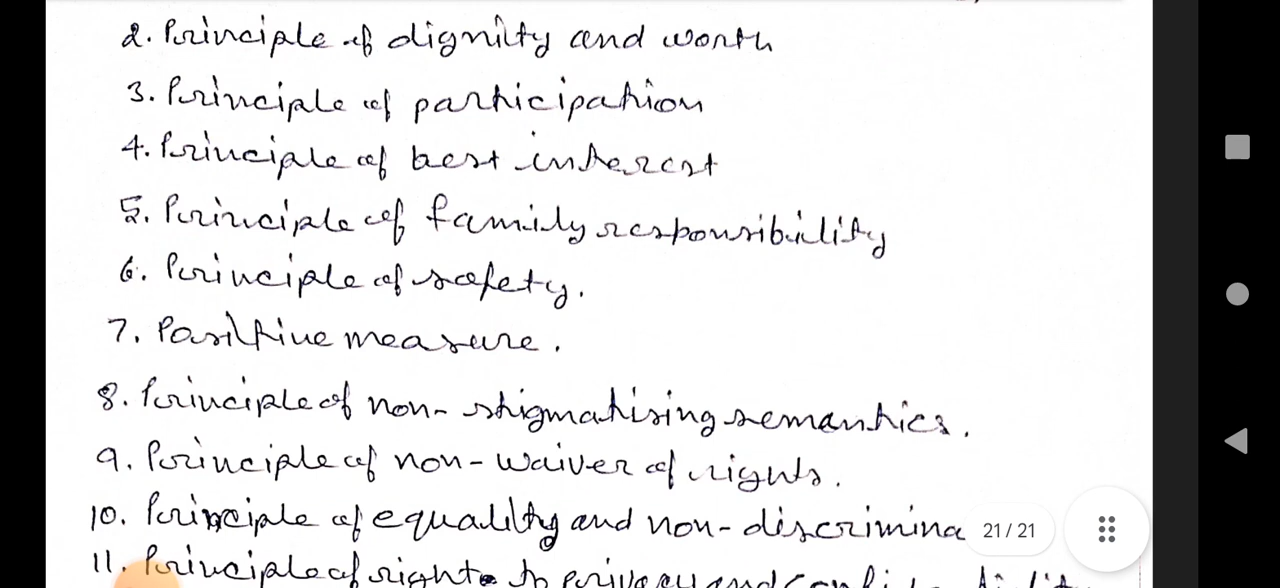 2. Principle of dignity and worth
3. Principle of participation
4. Principle of best interest
5. Principle of family responsibility
6. Principle of safety.
7. Positive measure.
8. Principle of non-stigmatising semantics.
9. Principle of non-waiver of rights.
10. Principle of equality and non-discrimina
21/21
11. Principle of right to privacy and